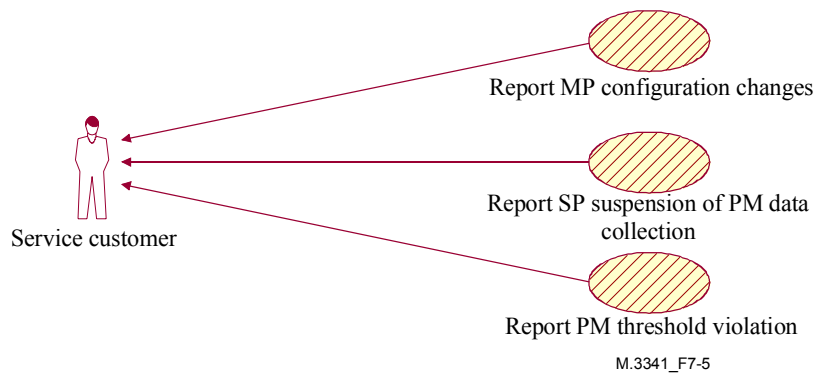 Report MP configuration changes
Report SP suspension of PM data
collection
Service customer
Report PM threshold violation
M.3341_F7-5